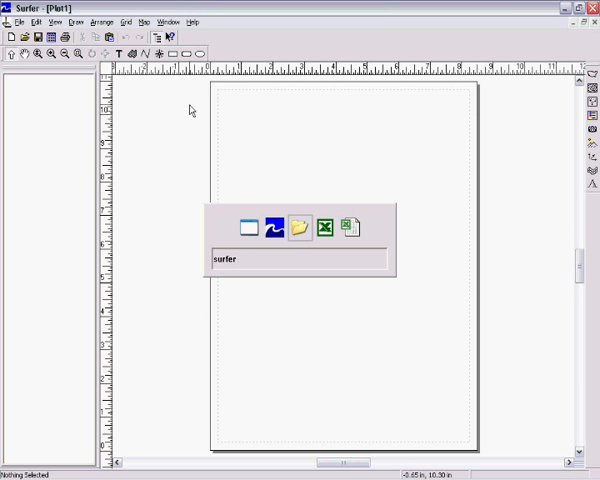 Surfer - [Plot1]
File Edit View Draw Arrange Grid Map Window Help
surfer
Nothing Selected
-0.65 in, 10.30 in